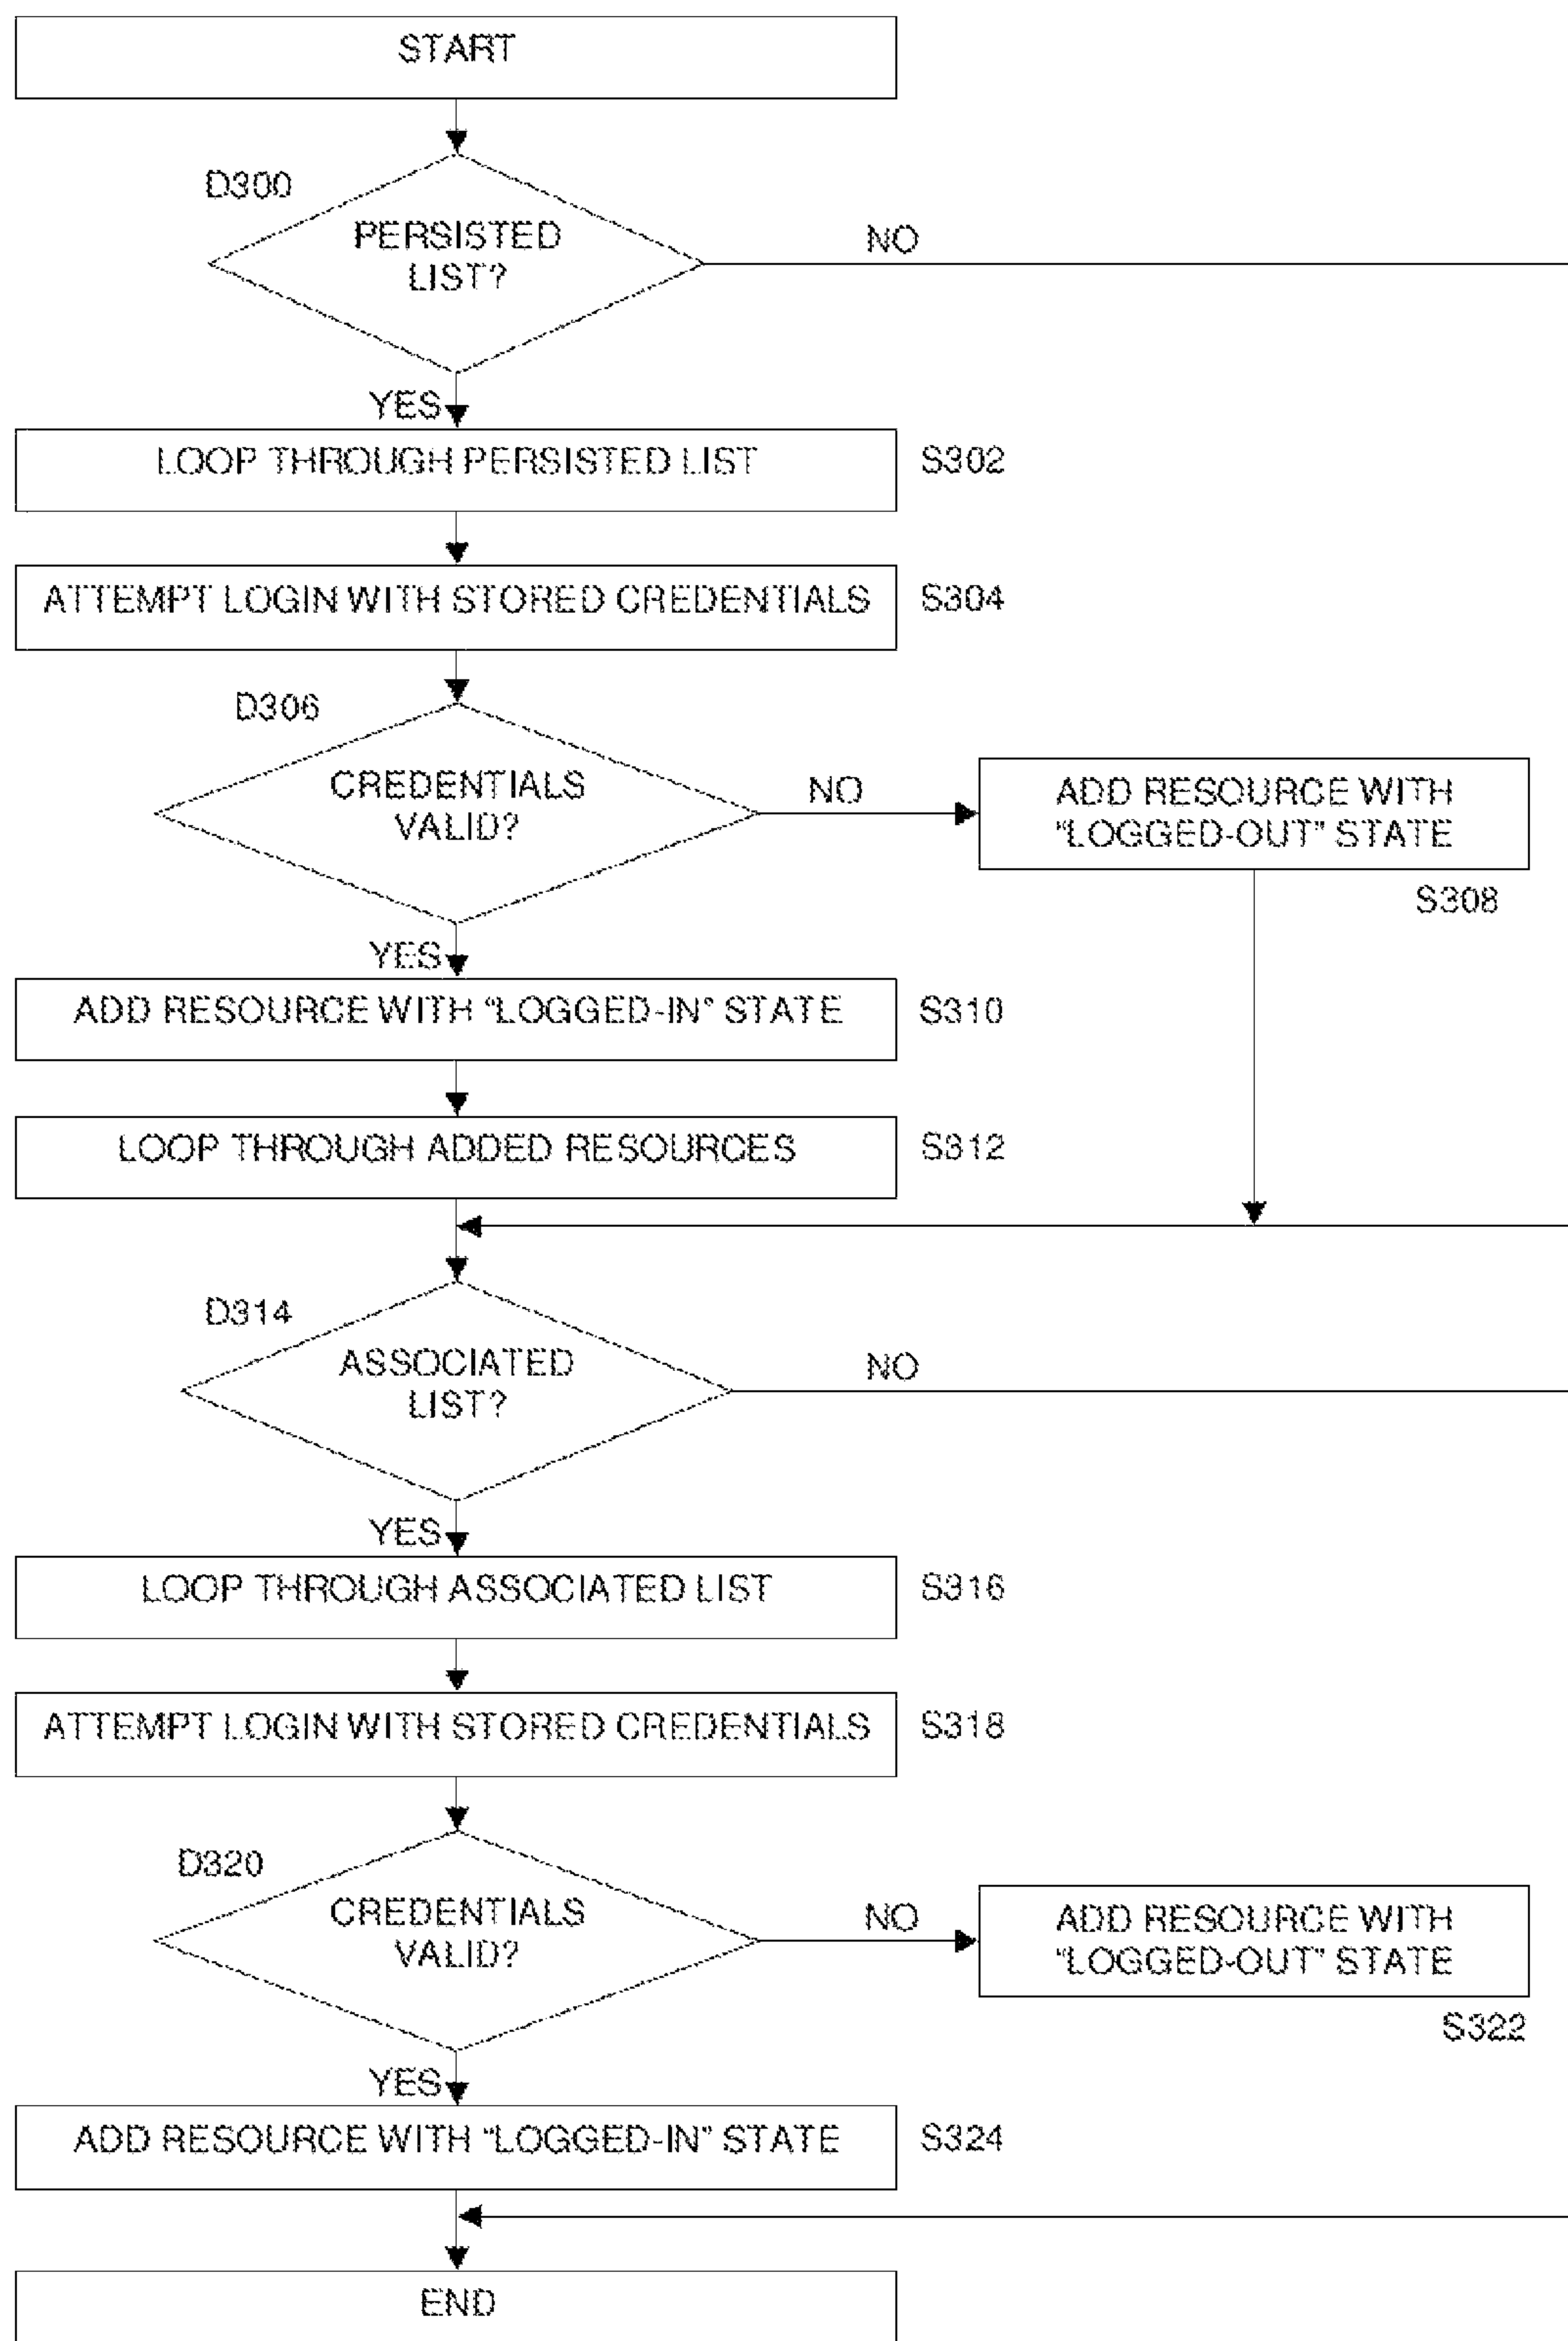 START
D300
PERSISTED
LIST?
NO
YES
LOOP THROUGH PERSISTED LIST
S302
ATTEMPT LOGIN WITH STORED CREDENTIALS
S304
D306
CREDENTIALS
VALID?
NO
ADD RESOURCE WITH
"LOGGED-OUT" STATE
S308
YES
ADD RESOURCE WITH "LOGGED-IN" STATE
S310
LOOP THROUGH ADDED RESOURCES
S312
D314
ASSOCIATED
LIST?
NO
YES
LOOP THROUGH ASSOCIATED LIST
S316
ATTEMPT LOGIN WITH STORED CREDENTIALS
S318
D320
CREDENTIALS
VALID?
NO
ADD RESOURCE WITH
"LOGGED-OUT" STATE
S322
YES
ADD RESOURCE WITH "LOGGED-IN" STATE
S324
END